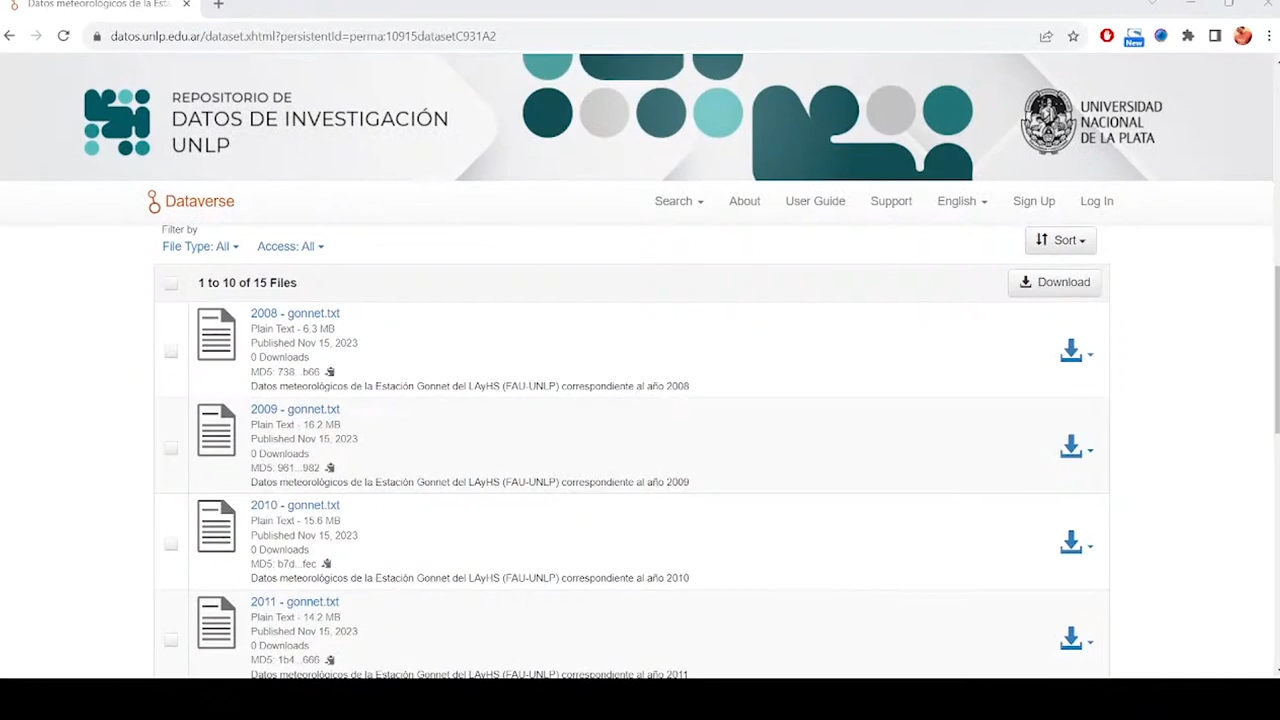 Datos meteorológicos de la Esta
datos.unlp.edu.ar/dataset.xhtml?persistentId=perma:10915datasetC931A2
New
REPOSITORIO DE
DATOS DE INVESTIGACIÓN
UNLP
UNIVERSIDAD
NACIONAL
DE LA PLATA
Dataverse
Search
About
User Guide
Support
English
Sign Up
Log In
Filter by
File Type: All
Access: All
Sort
1 to 10 of 15 Files
Download
2008 - gonnet.txt
Plain Text - 6.3 MB
Published Nov 15, 2023
0 Downloads
MD5: 738...b66
Datos meteorológicos de la Estación Gonnet del LAyHS (FAU-UNLP) correspondiente al año 2008
2009 - gonnet.txt
Plain Text - 16.2 MB
Published Nov 15, 2023
0 Downloads
MD5: 961...982
Datos meteorológicos de la Estación Gonnet del LAyHS (FAU-UNLP) correspondiente al año 2009
2010 - gonnet.txt
Plain Text - 15.6 MB
Published Nov 15, 2023
0 Downloads
MD5: b7d...fec
Datos meteorológicos de la Estación Gonnet del LAyHS (FAU-UNLP) correspondiente al año 2010
2011 - gonnet.txt
Plain Text - 14.2 MB
Published Nov 15, 2023
0 Downloads
MD5: 1b4...666
Datos meteorológicos de la Estación Gonnet del LAyHS (FAU-UNLP) correspondiente al año 2011